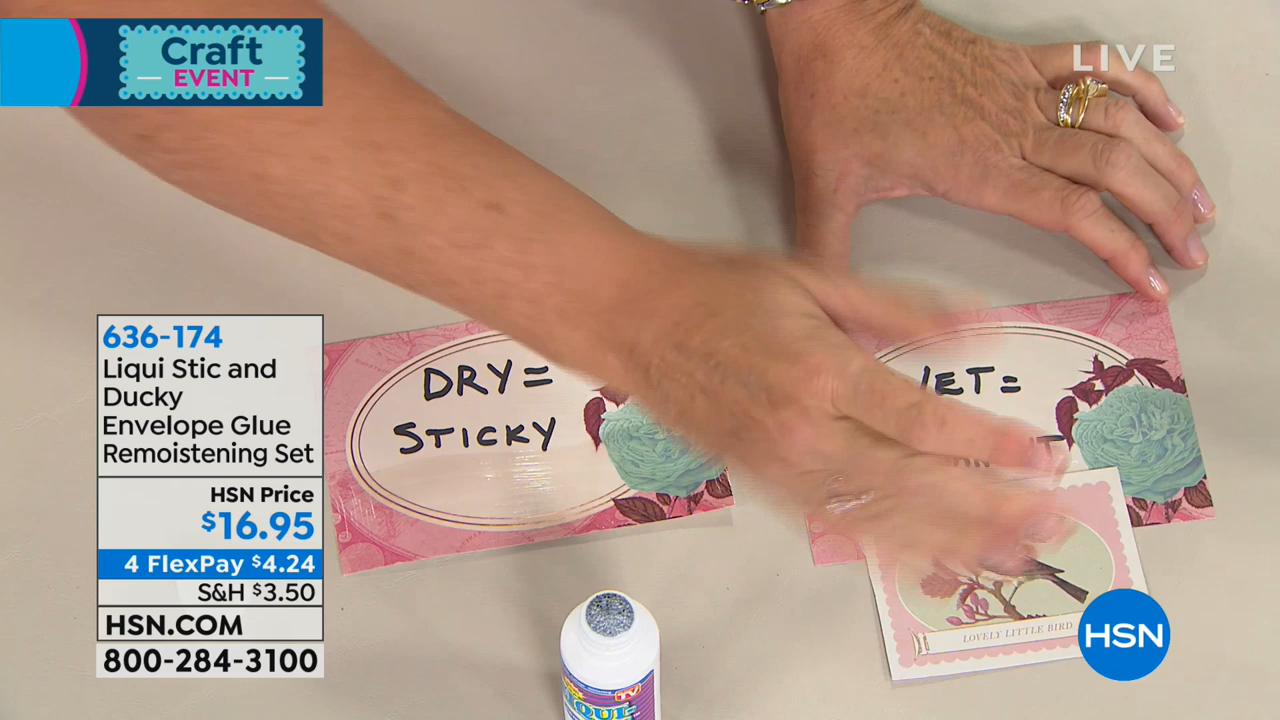 Craft
EVENT
LIVE
636-174
Liqui Stic and
Ducky
Envelope Glue
Remoistening Set
HSN Price
$16.95
4 FlexPay $4.24
S&H $3.50
HSN.COM
800-284-3100
DRY=
STICKY
LOVELY LITTLE BIRD
HSN
TV